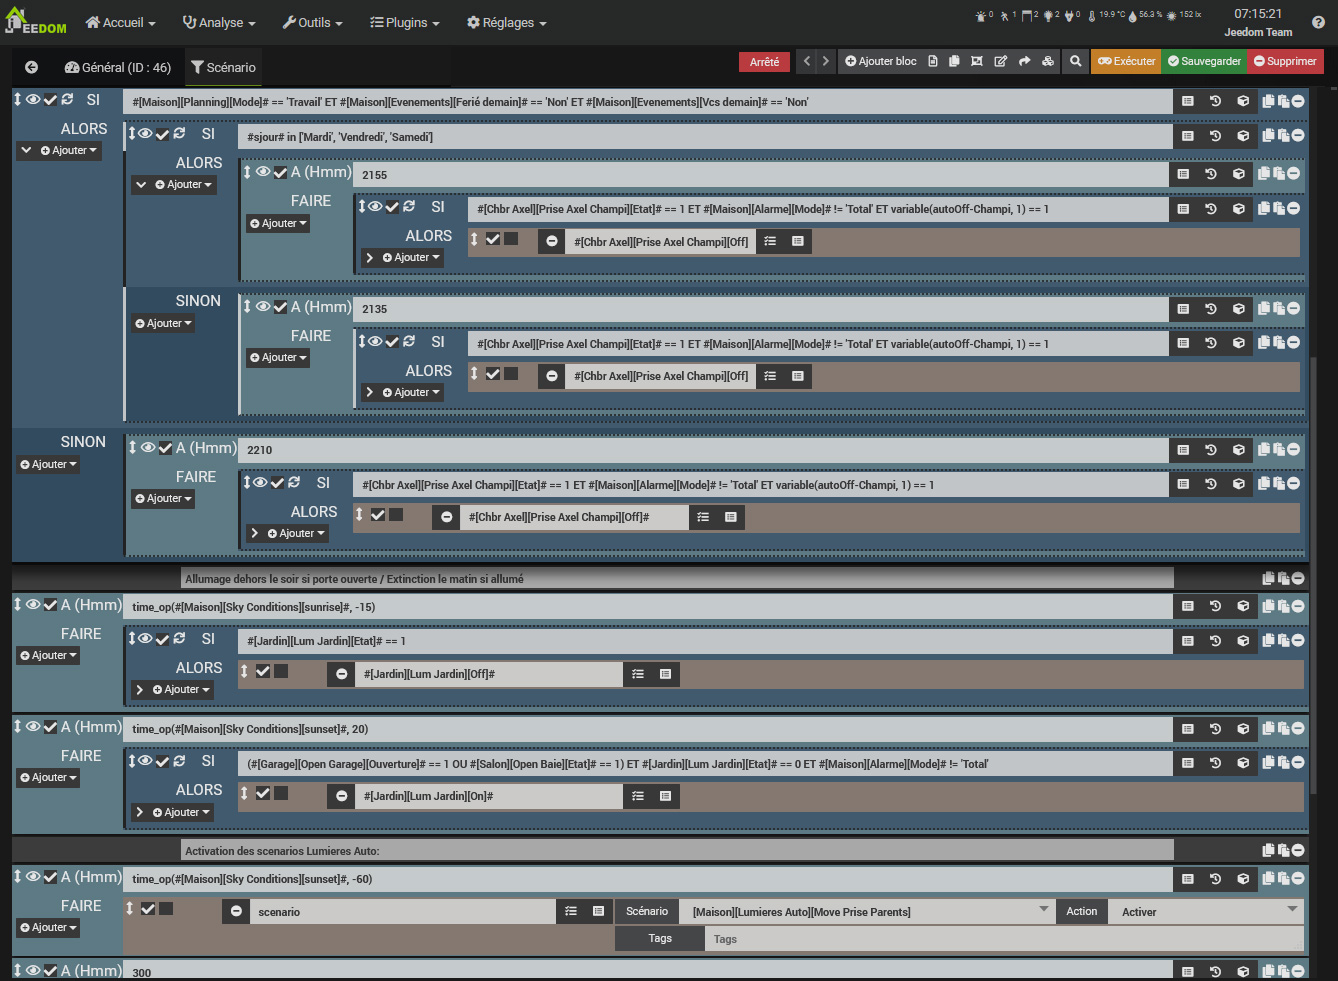 JEEDOM Accueil Analyse Outils Plugins Réglages 0 1 2 2 0 19.9 °C 56.3 % 152 lx 07:15:21
Jeedom Team
Général (ID : 46) Scénario Arrêté Ajouter bloc Exécuter Sauvegarder Supprimer
SI #[Maison][Planning][Mode]# == 'Travail' ET #[Maison][Evenements][Ferié demain]# == 'Non' ET #[Maison][Evenements][Vcs demain]# == 'Non'
ALORS SI #sjour# in ['Mardi', 'Vendredi', 'Samedi']
Ajouter
ALORS A (Hmm) 2155
Ajouter
FAIRE SI #[Chbr Axel][Prise Axel Champi][Etat]# == 1 ET #[Maison][Alarme][Mode]# != 'Total' ET variable(autoOff-Champi, 1) == 1
Ajouter
ALORS #[Chbr Axel][Prise Axel Champi][Off]
Ajouter
SINON A (Hmm) 2135
Ajouter
FAIRE SI #[Chbr Axel][Prise Axel Champi][Etat]# == 1 ET #[Maison][Alarme][Mode]# != 'Total' ET variable(autoOff-Champi, 1) == 1
Ajouter
ALORS #[Chbr Axel][Prise Axel Champi][Off]
Ajouter
SINON A (Hmm) 2210
Ajouter
FAIRE SI #[Chbr Axel][Prise Axel Champi][Etat]# == 1 ET #[Maison][Alarme][Mode]# != 'Total' ET variable(autoOff-Champi, 1) == 1
Ajouter
ALORS #[Chbr Axel][Prise Axel Champi][Off]#
Ajouter
Allumage dehors le soir si porte ouverte / Extinction le matin si allumé
A (Hmm) time_op(#[Maison][Sky Conditions][sunrise]#, -15)
FAIRE SI #[Jardin][Lum Jardin][Etat]# == 1
Ajouter
ALORS #[Jardin][Lum Jardin][Off]#
Ajouter
A (Hmm) time_op(#[Maison][Sky Conditions][sunset]#, 20)
FAIRE SI (#[Garage][Open Garage][Ouverture]# == 1 OU #[Salon][Open Baie][Etat]# == 1) ET #[Jardin][Lum Jardin][Etat]# == 0 ET #[Maison][Alarme][Mode]# != 'Total'
Ajouter
ALORS #[Jardin][Lum Jardin][On]#
Ajouter
Activation des scenarios Lumieres Auto:
A (Hmm) time_op(#[Maison][Sky Conditions][sunset]#, -60)
FAIRE scenario Scénario [Maison][Lumieres Auto][Move Prise Parents] Action Activer
Ajouter
Tags Tags
A (Hmm) 300